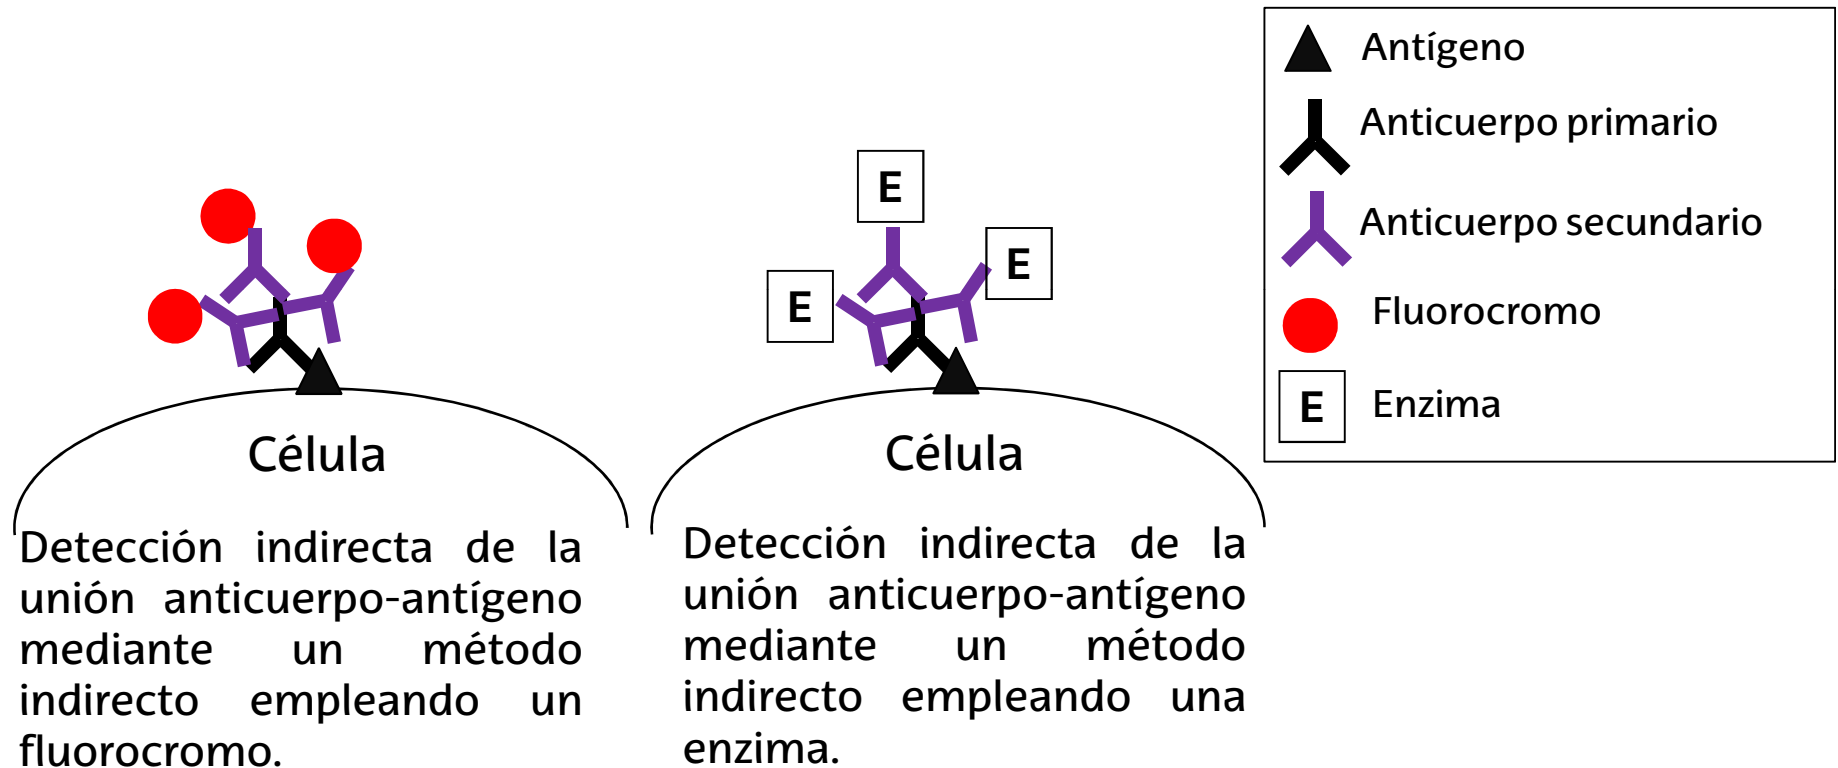 Antígeno
Anticuerpo primario
Anticuerpo secundario
Fluorocromo
E Enzima
E
E
E
Célula
Célula
Detección indirecta de la
unión anticuerpo-antígeno
mediante un método
indirecto empleando un
fluorocromo.
Detección indirecta de la
unión anticuerpo-antígeno
mediante un método
indirecto empleando una
enzima.